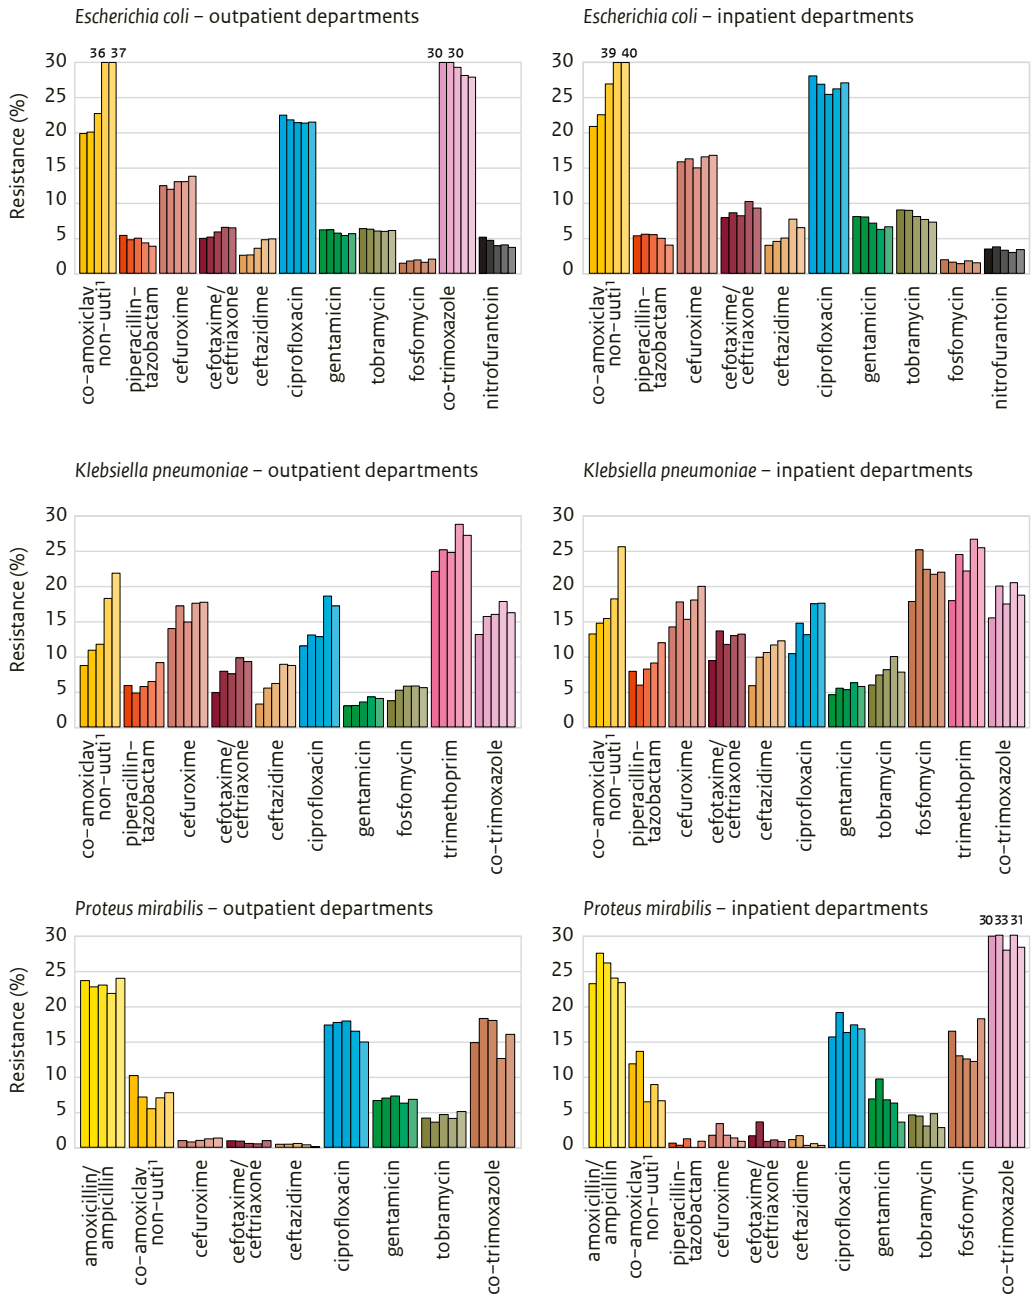 Escherichia coli – outpatient departments
36 37
30 30
Resistance (%)
30
25
20
15
10
5
0
co–amoxiclav
non–uuti¹
piperacillin–
tazobactam
cefuroxime
cefotaxime/
ceftriaxone
ceftazidime
ciprofloxacin
gentamicin
tobramycin
fosfomycin
co-trimoxazole
nitrofurantoin
Escherichia coli – inpatient departments
39 40
30
25
20
15
10
5
0
co–amoxiclav
non–uuti¹
piperacillin–
tazobactam
cefuroxime
cefotaxime/
ceftriaxone
ceftazidime
ciprofloxacin
gentamicin
tobramycin
fosfomycin
nitrofurantoin
Klebsiella pneumoniae – outpatient departments
Resistance (%)
30
25
20
15
10
5
0
co–amoxiclav
non–uuti¹
piperacillin–
tazobactam
cefuroxime
cefotaxime/
ceftriaxone
ceftazidime
ciprofloxacin
gentamicin
fosfomycin
trimethoprim
co–trimoxazole
Klebsiella pneumoniae – inpatient departments
30
25
20
15
10
5
0
co–amoxiclav
non–uuti¹
piperacillin–
tazobactam
cefuroxime
cefotaxime/
ceftriaxone
ceftazidime
ciprofloxacin
gentamicin
tobramycin
fosfomycin
trimethoprim
co–trimoxazole
Proteus mirabilis – outpatient departments
Resistance (%)
30
25
20
15
10
5
0
amoxicillin/
ampicillin
co–amoxiclav
non–uuti¹
cefuroxime
cefotaxime/
ceftriaxone
ceftazidime
ciprofloxacin
gentamicin
tobramycin
co–trimoxazole
Proteus mirabilis – inpatient departments
30 33 31
30
25
20
15
10
5
0
amoxicillin/
ampicillin
co–amoxiclav
non–uuti¹
piperacillin–
tazobactam
cefuroxime
cefotaxime/
ceftriaxone
ceftazidime
ciprofloxacin
gentamicin
tobramycin
fosfomycin
co–trimoxazole